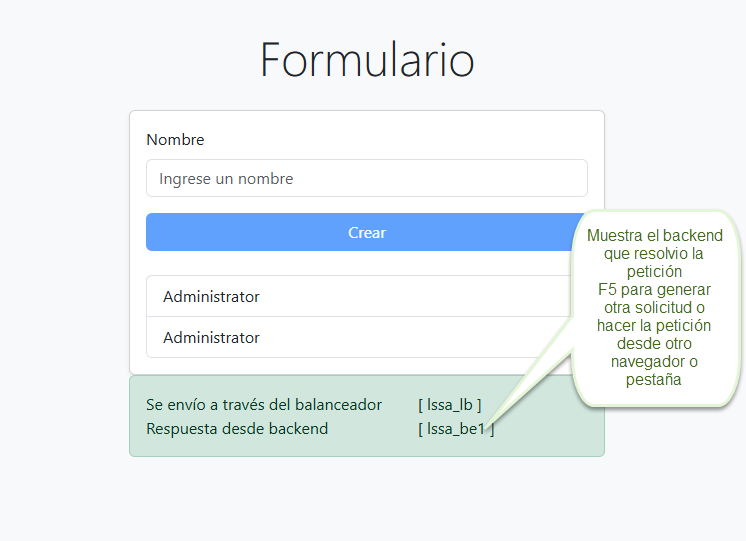 Formulario
Nombre
Ingrese un nombre
Crear
Administrator
Administrator
Se envío a través del balanceador [ lssa_lb ]
Respuesta desde backend [ lssa_be1 ]
Muestra el backend
que resolvio la
petición
F5 para generar
otra solicitud o
hacer la petición
desde otro
navegador o
pestaña